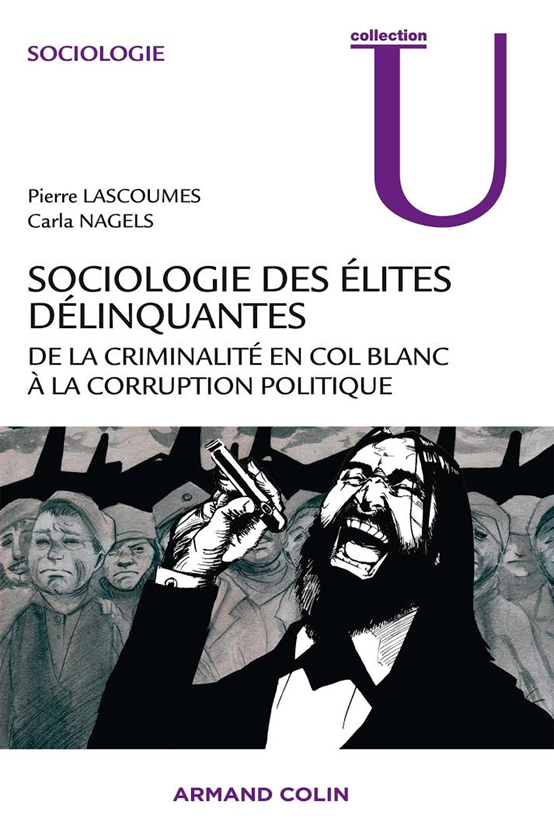 SOCIOLOGIE
collection
U
Pierre LASCOUMES
Carla NAGELS
SOCIOLOGIE DES ÉLITES
DÉLINQUANTES
DE LA CRIMINALITÉ EN COL BLANC
À LA CORRUPTION POLITIQUE
ARMAND COLIN